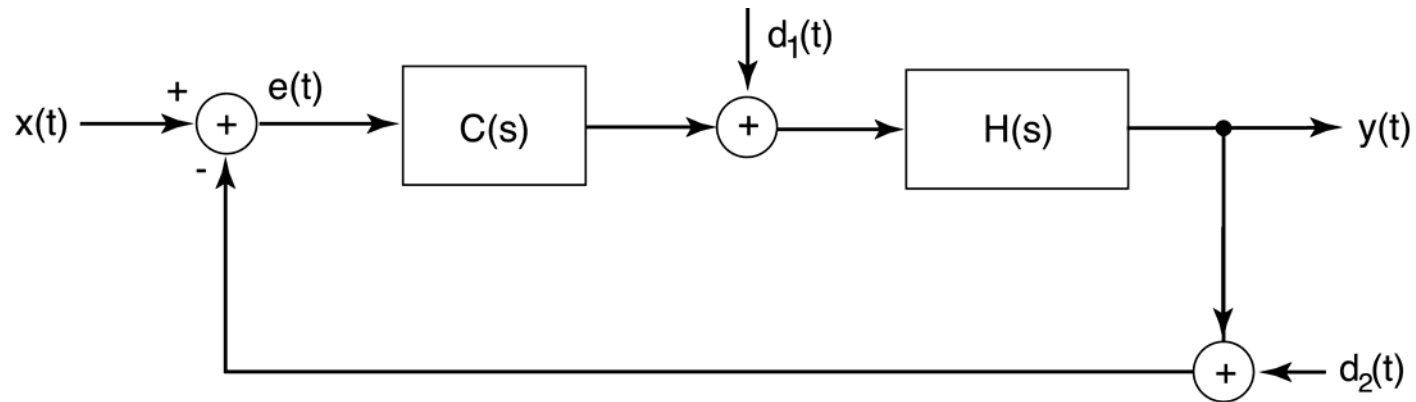 d₁(t)
+ e(t)
x(t) + C(s) + H(s) y(t)
-
+ d₂(t)